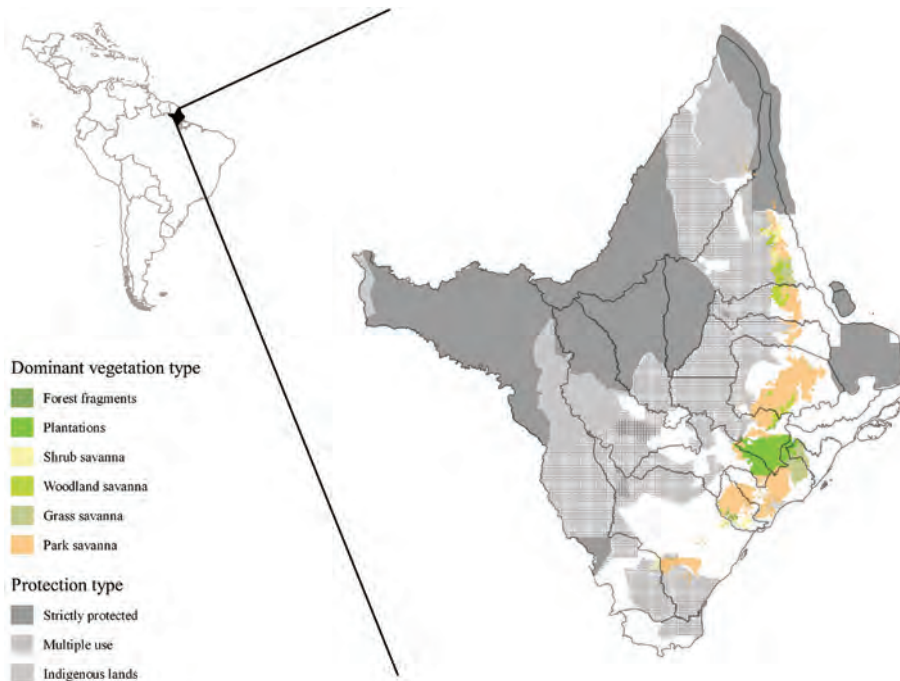 Dominant vegetation type
Forest fragments
Plantations
Shrub savanna
Woodland savanna
Grass savanna
Park savanna
Protection type
Strictly protected
Multiple use
Indigenous lands